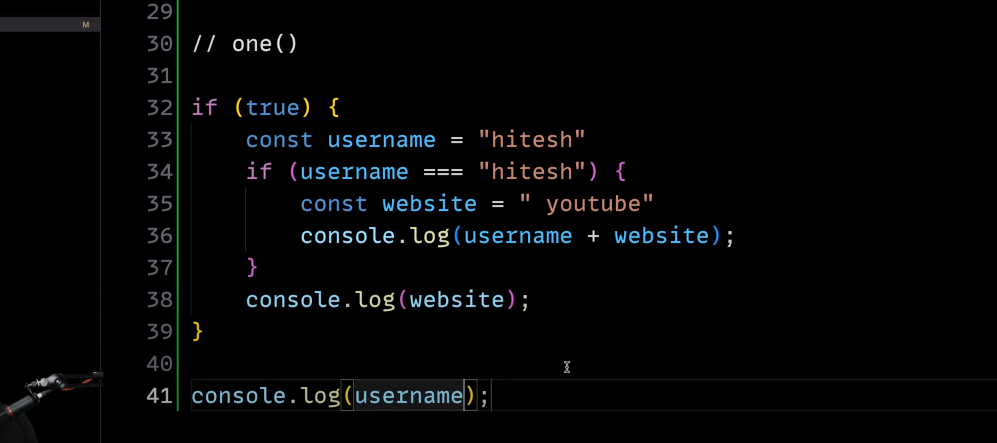 M
29
30 // one()
31
32 if (true) {
33     const username = "hitesh"
34     if (username === "hitesh") {
35         const website = " youtube"
36         console.log(username + website);
37     }
38     console.log(website);
39 }
40
41 console.log(username);